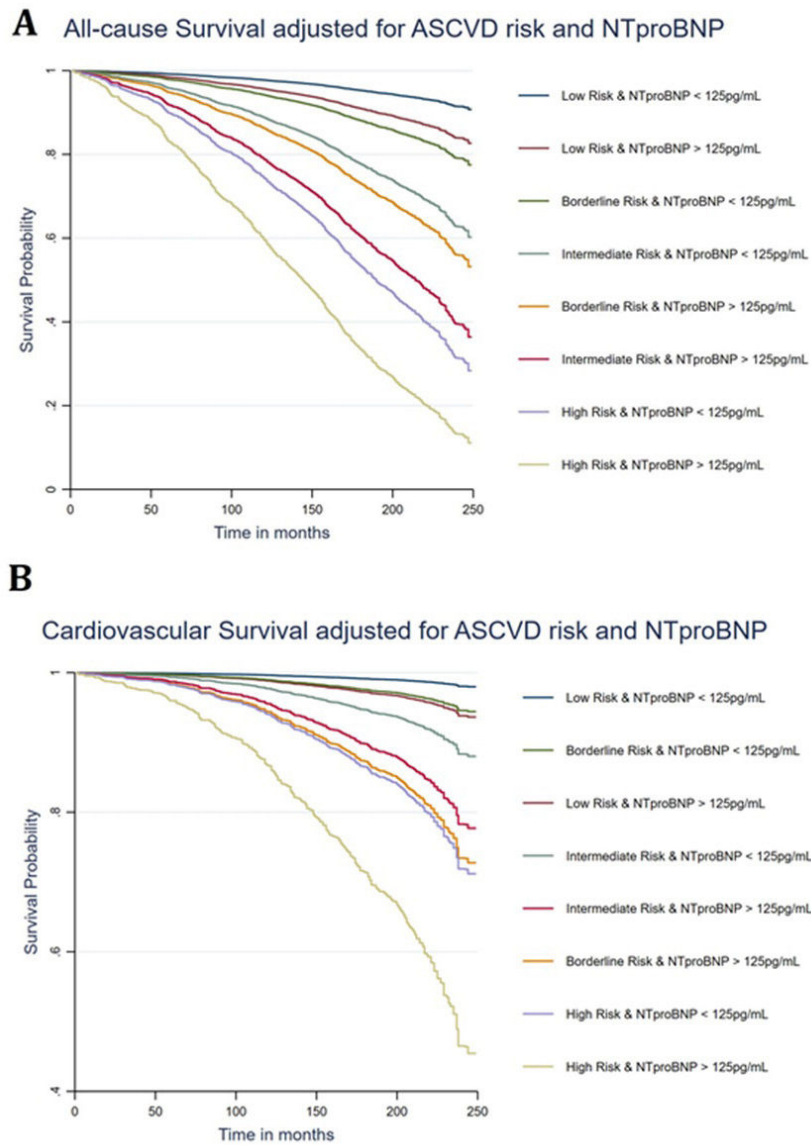 A
All-cause Survival adjusted for ASCVD risk and NTproBNP
Survival Probability
1
.8
.6
.4
.2
0
0 50 100 150 200 250
Time in months
Low Risk & NTproBNP < 125pg/mL
Low Risk & NTproBNP > 125pg/mL
Borderline Risk & NTproBNP < 125pg/mL
Intermediate Risk & NTproBNP < 125pg/mL
Borderline Risk & NTproBNP > 125pg/mL
Intermediate Risk & NTproBNP > 125pg/mL
High Risk & NTproBNP < 125pg/mL
High Risk & NTproBNP > 125pg/mL
B
Cardiovascular Survival adjusted for ASCVD risk and NTproBNP
Survival Probability
1
.8
.6
.4
0 50 100 150 200 250
Time in months
Low Risk & NTproBNP < 125pg/mL
Borderline Risk & NTproBNP < 125pg/mL
Low Risk & NTproBNP > 125pg/mL
Intermediate Risk & NTproBNP < 125pg/mL
Intermediate Risk & NTproBNP > 125pg/mL
Borderline Risk & NTproBNP > 125pg/mL
High Risk & NTproBNP < 125pg/mL
High Risk & NTproBNP > 125pg/mL